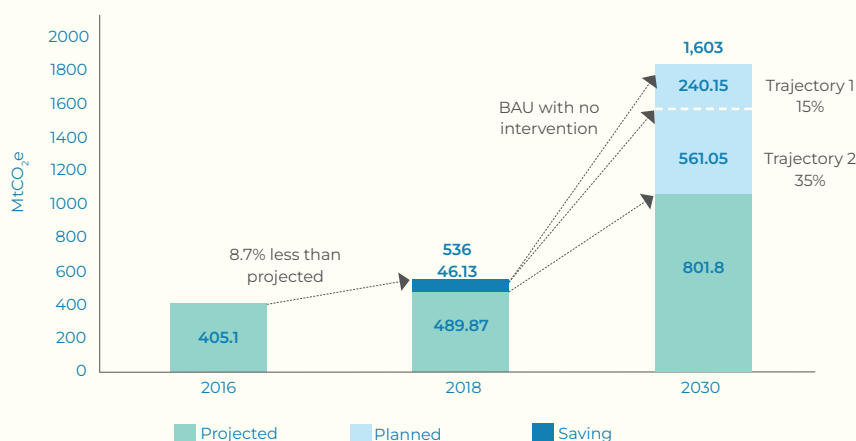 MtCO₂e
2000
1800
1600
1400
1200
1000
800
600
400
200
0
8.7% less than
projected
405.1
536
46.13
489.87
BAU with no
intervention
1,603
240.15
561.05
801.8
Trajectory 1
15%
Trajectory 2
35%
2016
2018
2030
Projected
Planned
Saving